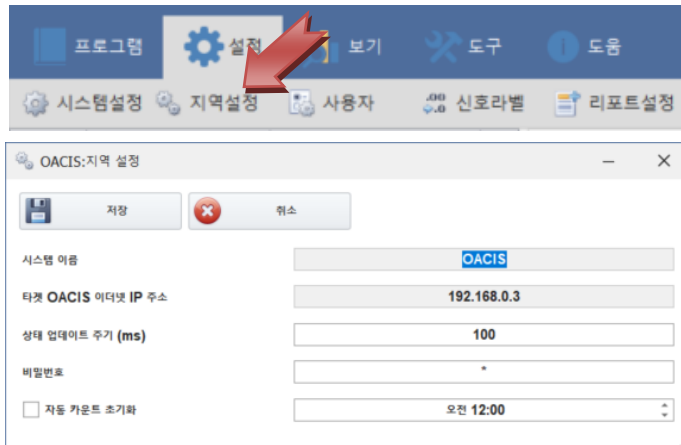 프로그램 설정 보기 도구 도움
시스템설정 지역설정 사용자 .00 .0 신호라벨 리포트설정
OACIS:지역 설정
저장 취소
시스템 이름 OACIS
타겟 OACIS 이더넷 IP 주소 192.168.0.3
상태 업데이트 주기 (ms) 100
비밀번호 *
자동 카운트 초기화 오전 12:00